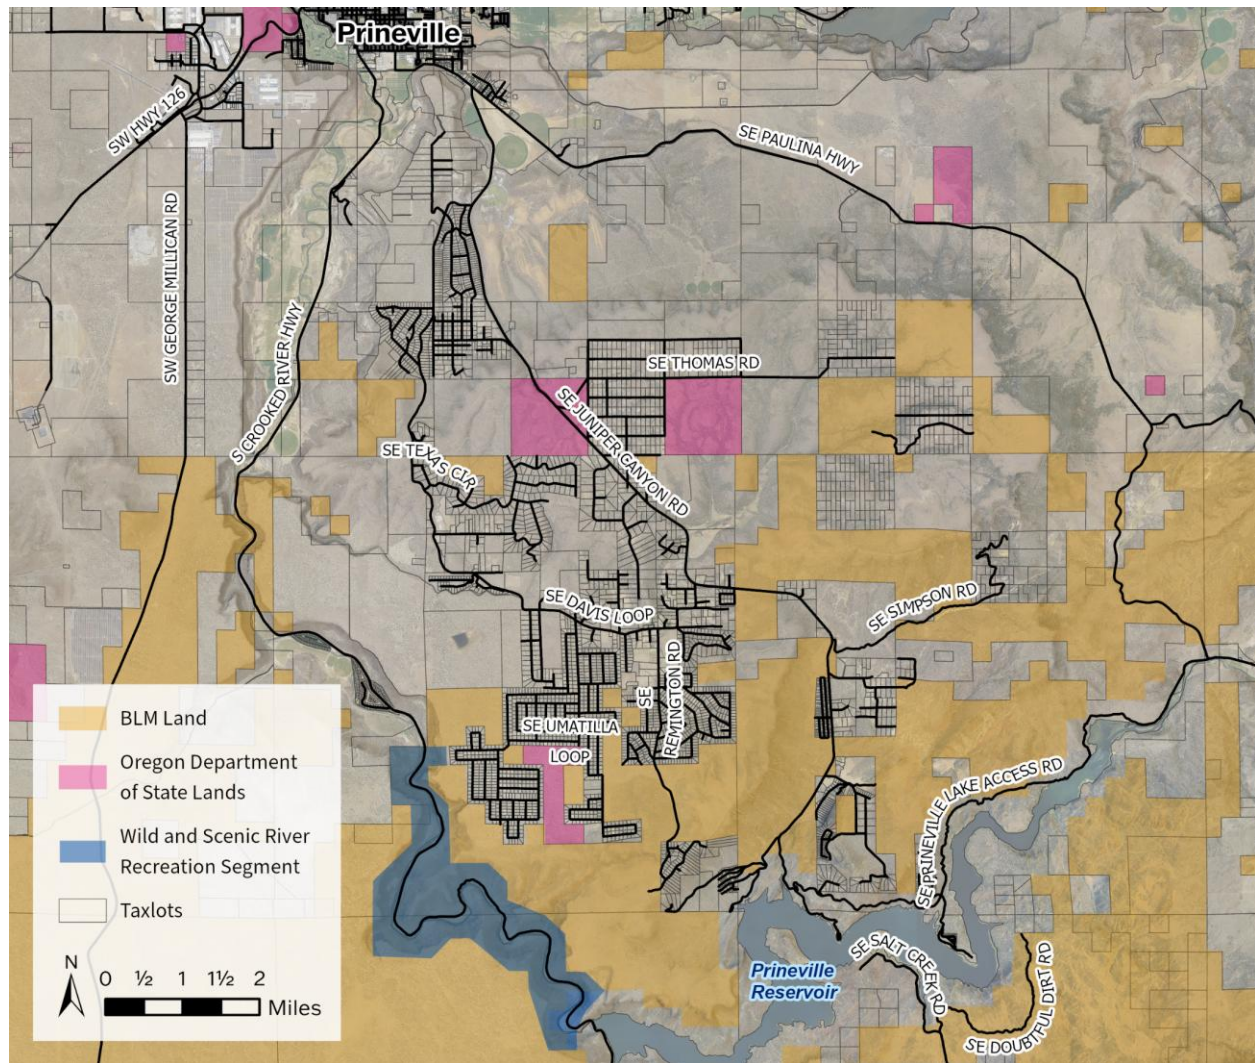 Prineville
SW HWY 126
SE PAULINA HWY
SW GEORGE MILLICAN RD
S CROOKED RIVER HWY
SE THOMAS RD
SE JUNIPER CANYON RD
SE TEXAS CIR
SE DAVIS LOOP
SE SIMPSON RD
SE
REMINGTON RD
SE UMATILLA
LOOP
SE PRINEVILLE LAKE ACCESS RD
SE SALT CREEK RD
SE DOUBTFUL DIRT RD
Prineville
Reservoir
BLM Land
Oregon Department
of State Lands
Wild and Scenic River
Recreation Segment
Taxlots
N
0 ½ 1 1½ 2
Miles